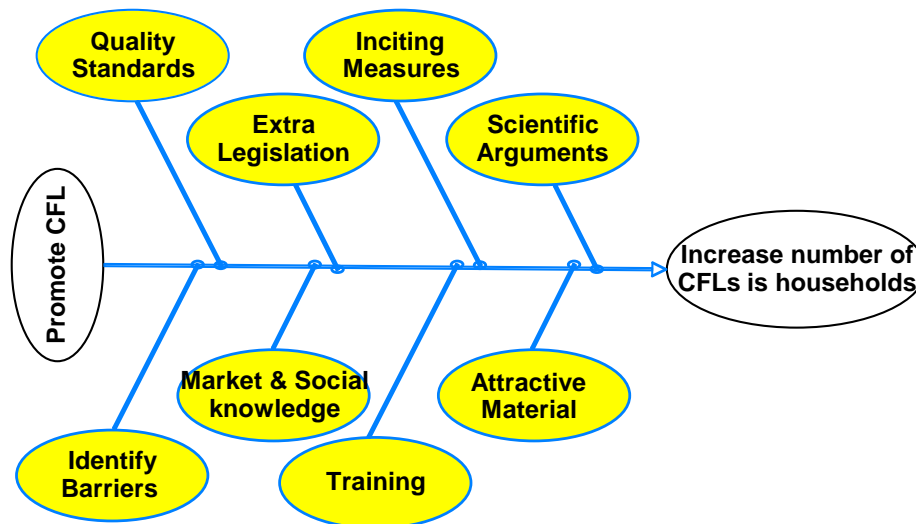 Quality
Standards
Inciting
Measures
Extra
Legislation
Scientific
Arguments
Promote CFL
Increase number of
CFLs is households
Market & Social
knowledge
Attractive
Material
Identify
Barriers
Training